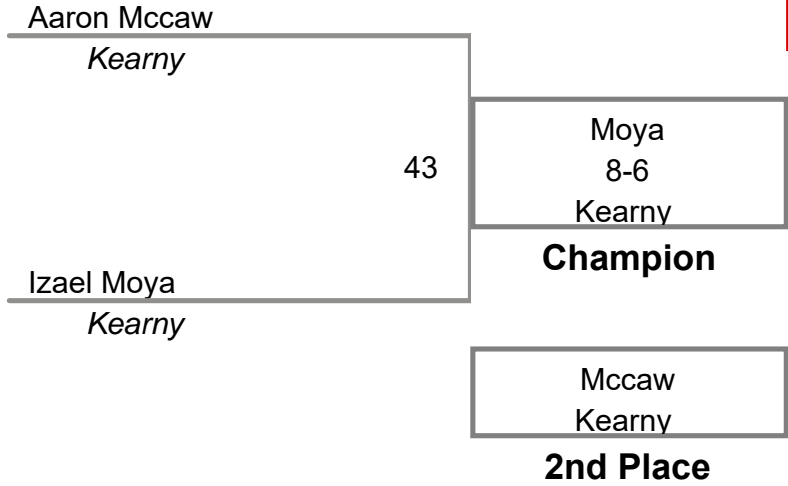 Aaron Mccaw
Kearny
43
Moya
8-6
Kearny
Champion
Izael Moya
Kearny
Mccaw
Kearny
2nd Place